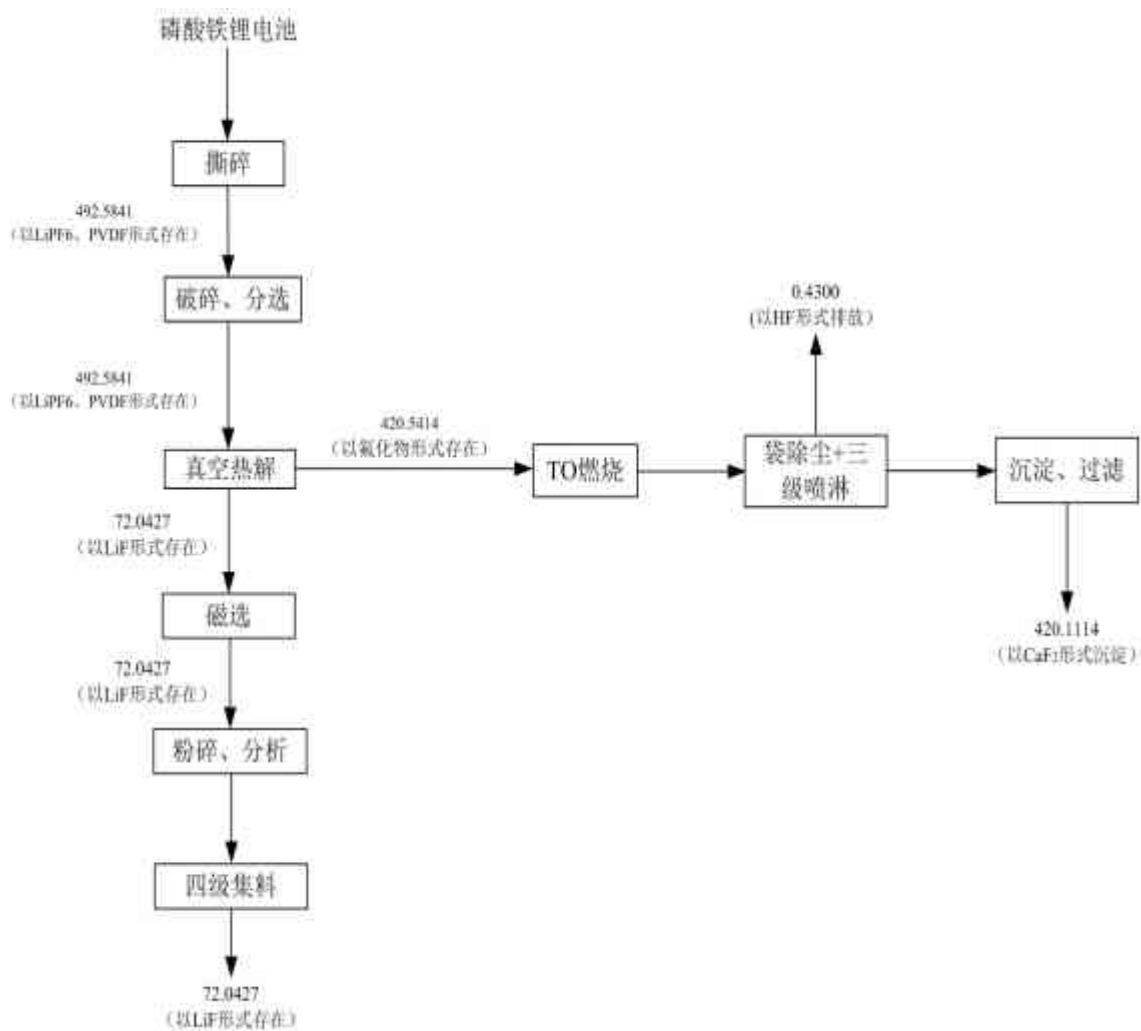 磷酸铁锂电池
撕碎
492.5841
（以LiPF6、PVDF形式存在）
破碎、分选
492.5841
（以LiPF6、PVDF形式存在）
真空热解
420.5414
（以氟化物形式存在）
TO燃烧
0.4300
(以HF形式排放）
袋除尘+三
级喷淋
沉淀、过滤
420.1114
（以CaF₂形式沉淀）
72.0427
（以LiF形式存在）
磁选
72.0427
（以LiF形式存在）
粉碎、分析
四级集料
72.0427
（以LiF形式存在）